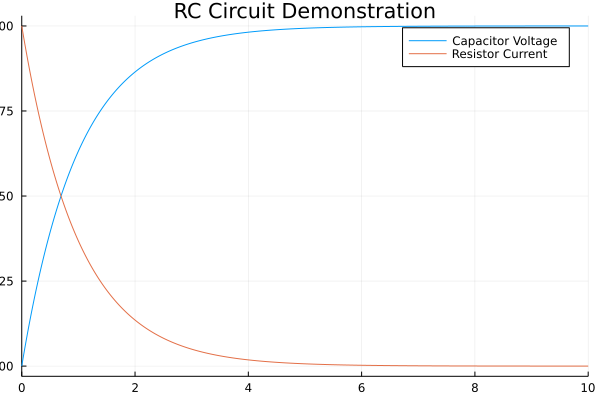 RC Circuit Demonstration
Capacitor Voltage
Resistor Current
00
75
50
25
00
0 2 4 6 8 10